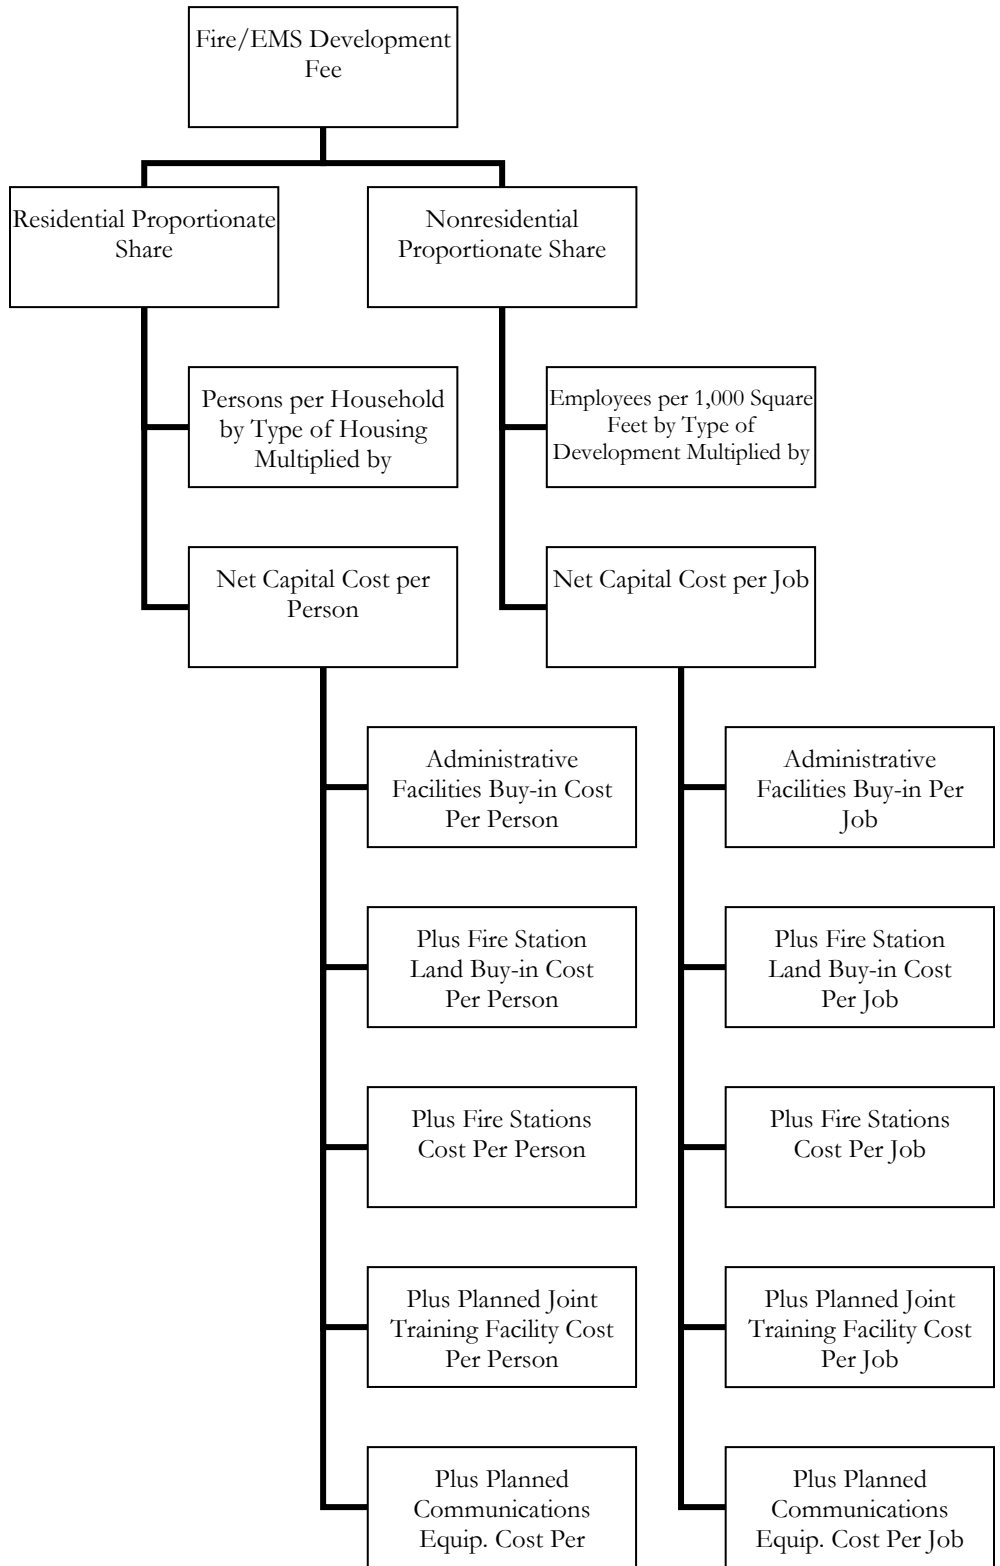 Fire/EMS Development
Fee
Residential Proportionate
Share
Nonresidential
Proportionate Share
Persons per Household
by Type of Housing
Multiplied by
Employees per 1,000 Square
Feet by Type of
Development Multiplied by
Net Capital Cost per
Person
Net Capital Cost per Job
Administrative
Facilities Buy-in Cost
Per Person
Administrative
Facilities Buy-in Per
Job
Plus Fire Station
Land Buy-in Cost
Per Person
Plus Fire Station
Land Buy-in Cost
Per Job
Plus Fire Stations
Cost Per Person
Plus Fire Stations
Cost Per Job
Plus Planned Joint
Training Facility Cost
Per Person
Plus Planned Joint
Training Facility Cost
Per Job
Plus Planned
Communications
Equip. Cost Per
Plus Planned
Communications
Equip. Cost Per Job